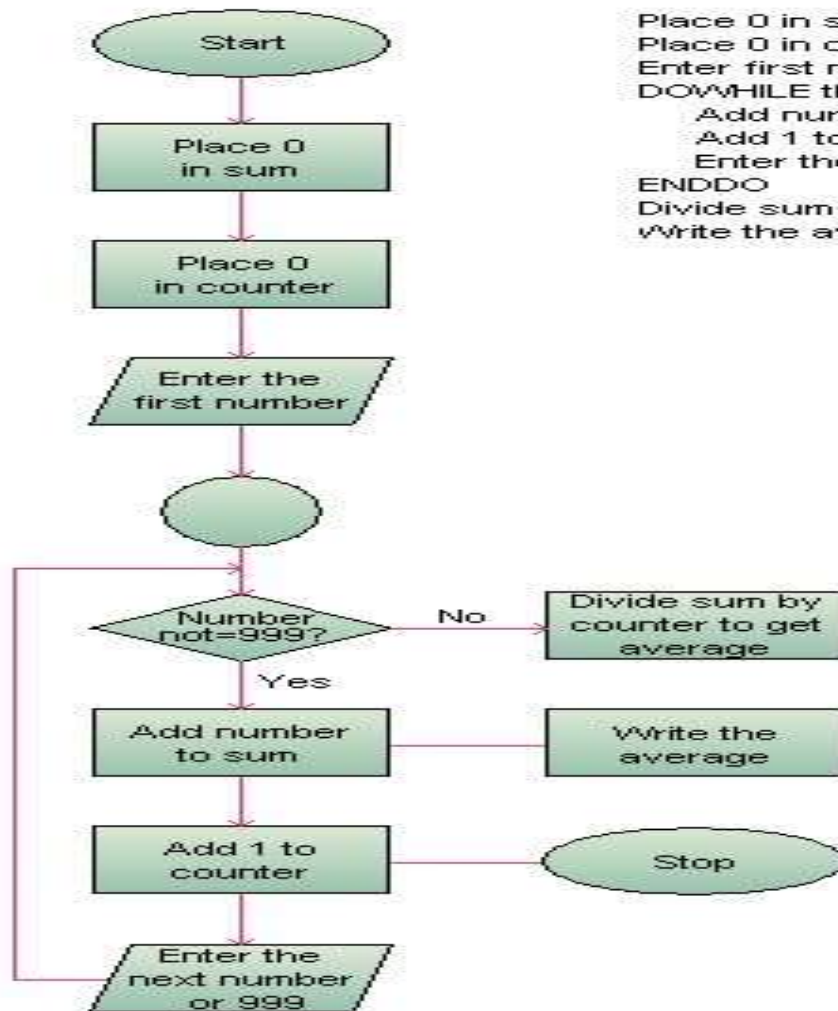 Start
Place 0
in sum
Place 0
in counter
Enter the
first number
Number
not=999?
No
Yes
Divide sum by
counter to get
average
Add number
to sum
Write the
average
Add 1 to
counter
Stop
Enter the
next number
or 999
Place 0 in
Place 0 in
Enter first
DOWHILE
Add
Add 1 to
Enter
ENDDO
Divide sum
Write the